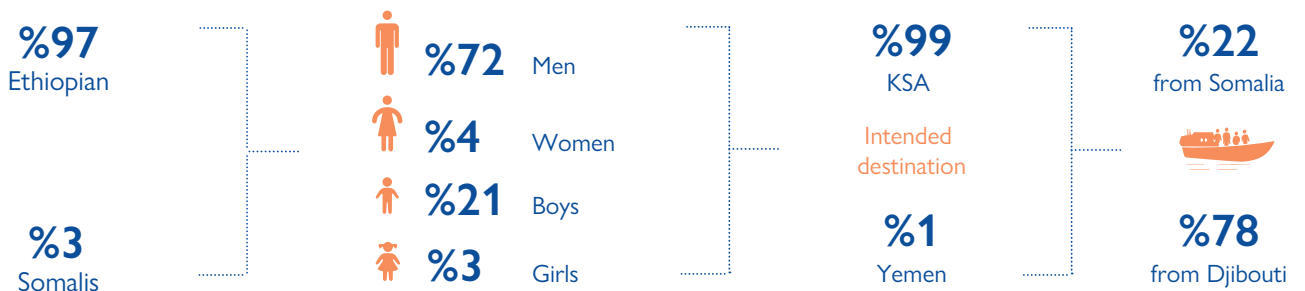 %97
Ethiopian
%3
Somalis
%72 Men
%4 Women
%21 Boys
%3 Girls
%99
KSA
Intended
destination
%1
Yemen
%22
from Somalia
%78
from Djibouti